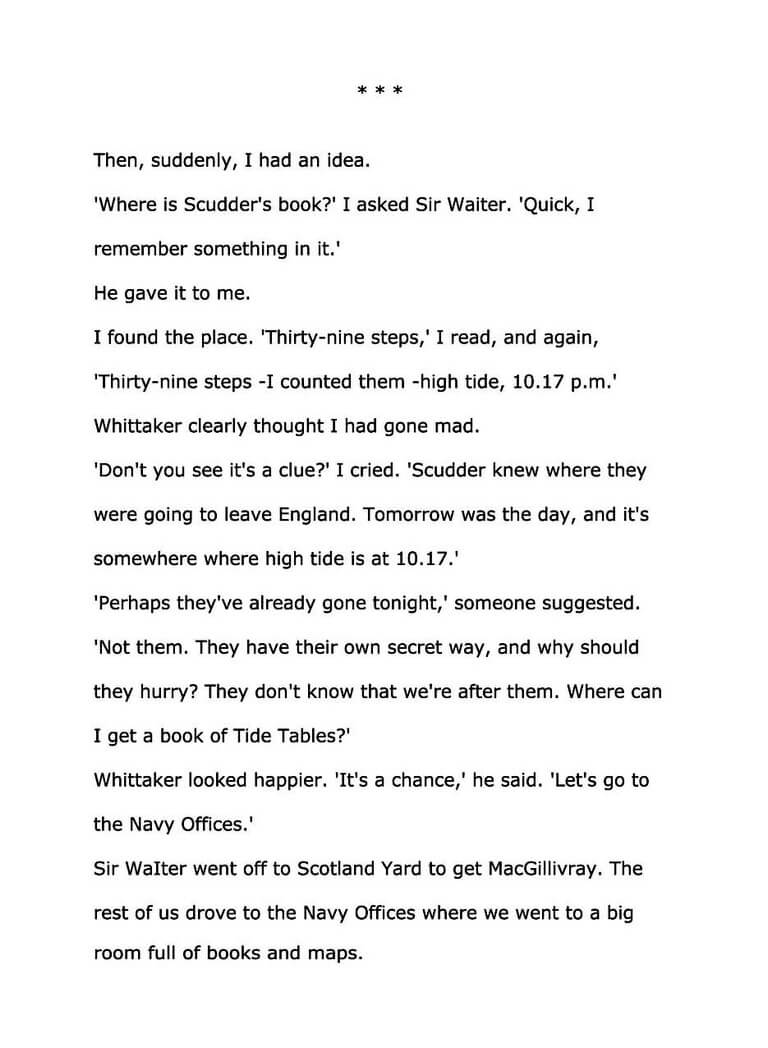 * * *
Then, suddenly, I had an idea.
'Where is Scudder's book?' I asked Sir Waiter. 'Quick, I
remember something in it.'
He gave it to me.
I found the place. 'Thirty-nine steps,' I read, and again,
'Thirty-nine steps -I counted them -high tide, 10.17 p.m.'
Whittaker clearly thought I had gone mad.
'Don't you see it's a clue?' I cried. 'Scudder knew where they
were going to leave England. Tomorrow was the day, and it's
somewhere where high tide is at 10.17.'
'Perhaps they've already gone tonight,' someone suggested.
'Not them. They have their own secret way, and why should
they hurry? They don't know that we're after them. Where can
I get a book of Tide Tables?'
Whittaker looked happier. 'It's a chance,' he said. 'Let's go to
the Navy Offices.'
Sir WaIter went off to Scotland Yard to get MacGillivray. The
rest of us drove to the Navy Offices where we went to a big
room full of books and maps.